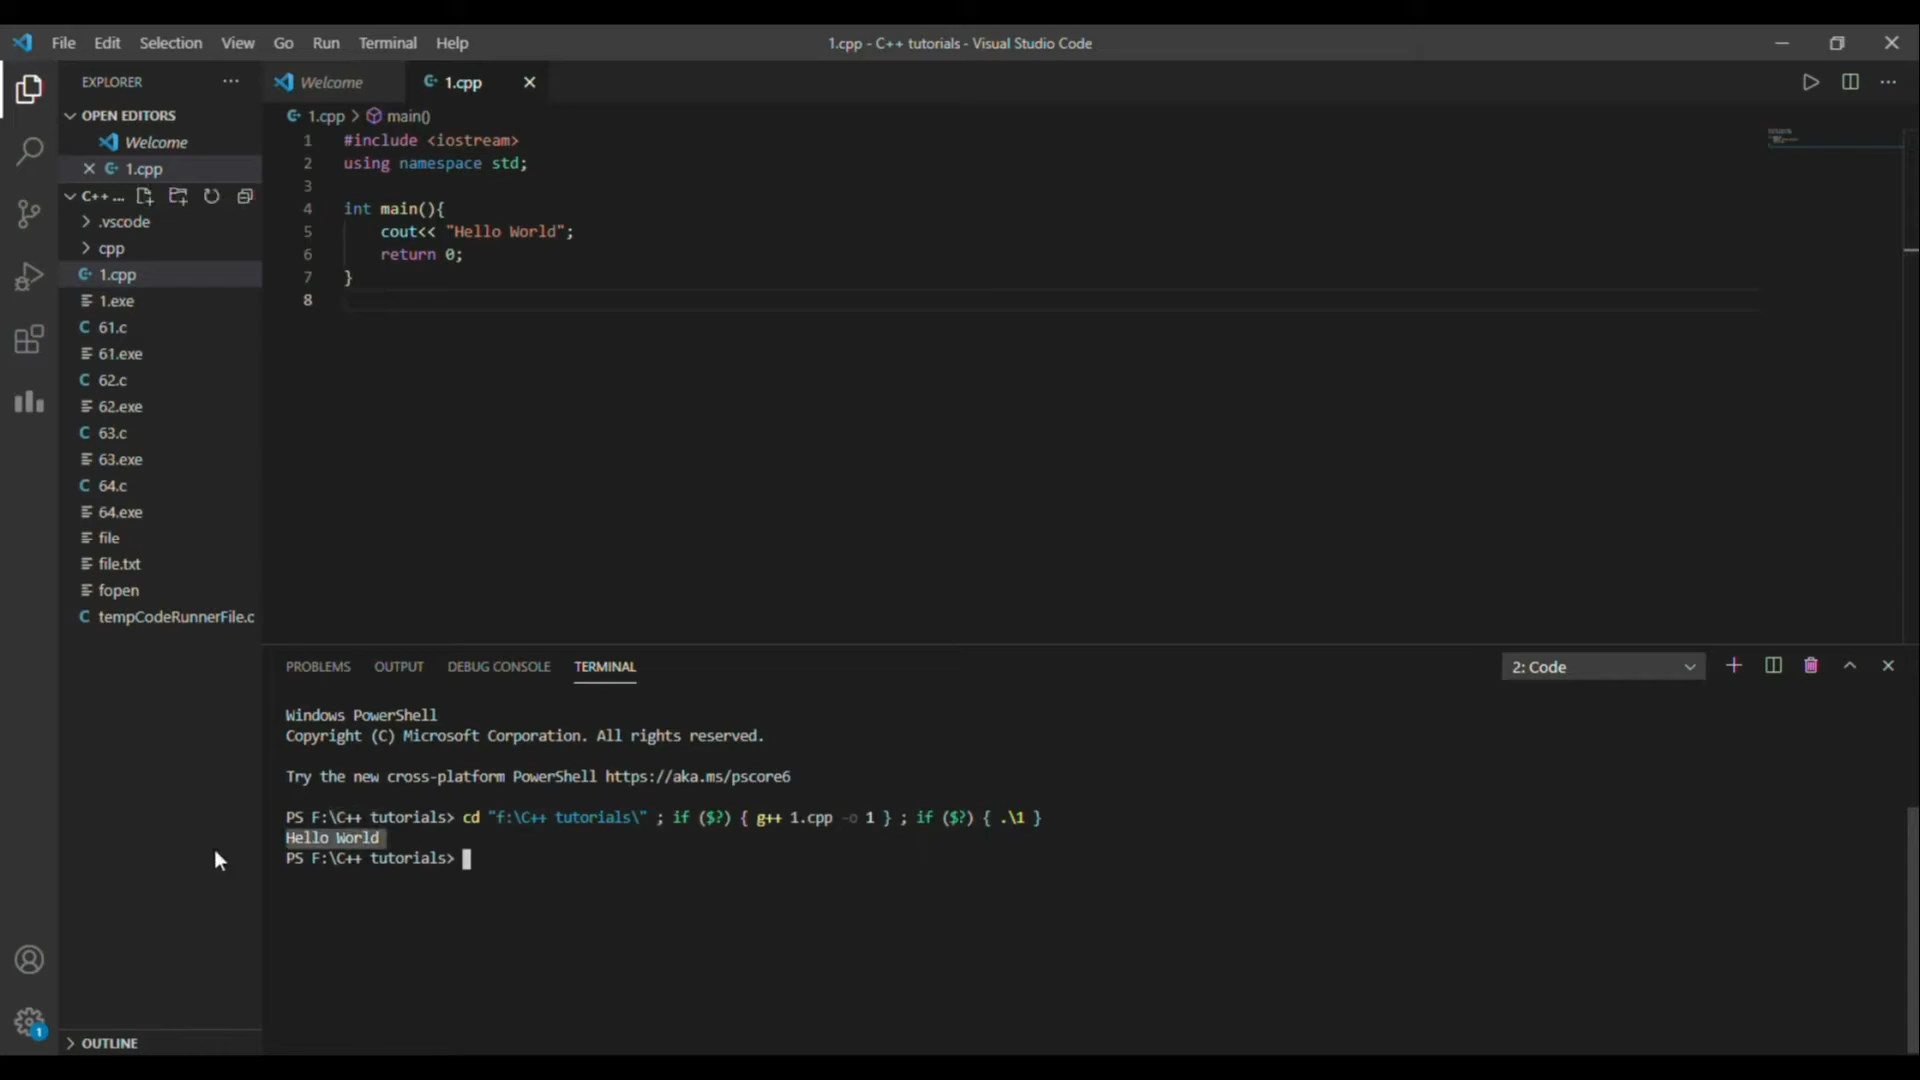 File Edit Selection View Go Run Terminal Help
1.cpp - C++ tutorials - Visual Studio Code
EXPLORER
OPEN EDITORS
Welcome
1.cpp
C++ ...
.vscode
cpp
1.cpp
1.exe
61.c
61.exe
62.c
62.exe
63.c
63.exe
64.c
64.exe
file
file.txt
fopen
tempCodeRunnerFile.c
OUTLINE
1
Welcome
1.cpp
1.cpp > main()
1 #include <iostream>
2 using namespace std;
3
4 int main(){
5     cout<< "Hello World";
6     return 0;
7 }
8
PROBLEMS OUTPUT DEBUG CONSOLE TERMINAL
2: Code
Windows PowerShell
Copyright (C) Microsoft Corporation. All rights reserved.
Try the new cross-platform PowerShell https://aka.ms/pscore6
PS F:\C++ tutorials> cd "f:\C++ tutorials\" ; if ($?) { g++ 1.cpp -o 1 } ; if ($?) { .\1 }
Hello World
PS F:\C++ tutorials>